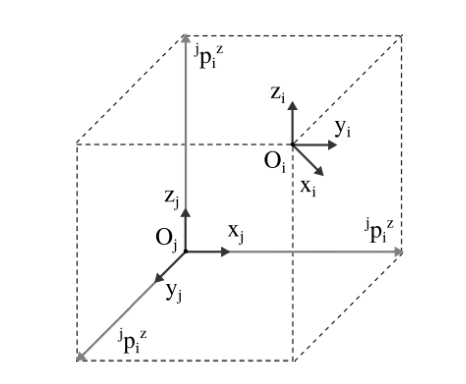 ʲpᵢᶻ
zᵢ
yᵢ
Oᵢ
xᵢ
zⱼ
Oⱼ
xⱼ
ʲpᵢᶻ
yⱼ
ʲpᵢᶻ